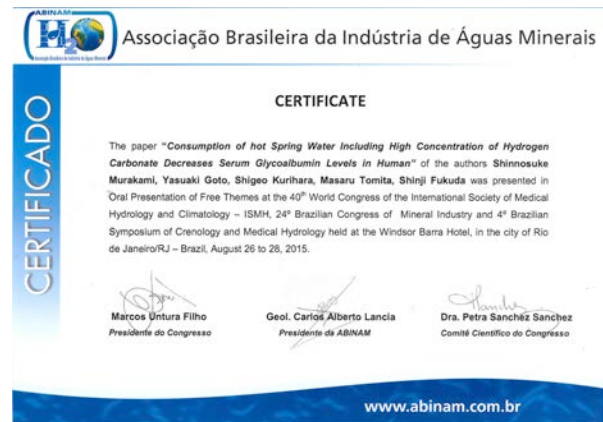 ABINAM
H2O
Associação Brasileira da Indústria de Águas Minerais
CERTIFICADO
CERTIFICATE
The paper "Consumption of hot Spring Water Including High Concentration of Hydrogen
Carbonate Decreases Serum Glycoalbumin Levels in Human" of the authors Shinnosuke
Murakami, Yasuaki Goto, Shigeo Kurihara, Masaru Tomita, Shinji Fukuda was presented in
Oral Presentation of Free Themes at the 40th World Congress of the International Society of Medical
Hydrology and Climatology – ISMH, 24º Brazilian Congress of Mineral Industry and 4º Brazilian
Symposium of Crenology and Medical Hydrology held at the Windsor Barra Hotel, in the city of Rio
de Janeiro/RJ – Brazil, August 26 to 28, 2015.
Marcos Untura Filho
Presidente do Congresso
Geol. Carlos Alberto Lancia
Presidente da ABINAM
Dra. Petra Sanchez Sanchez
Comitê Científico do Congresso
www.abinam.com.br